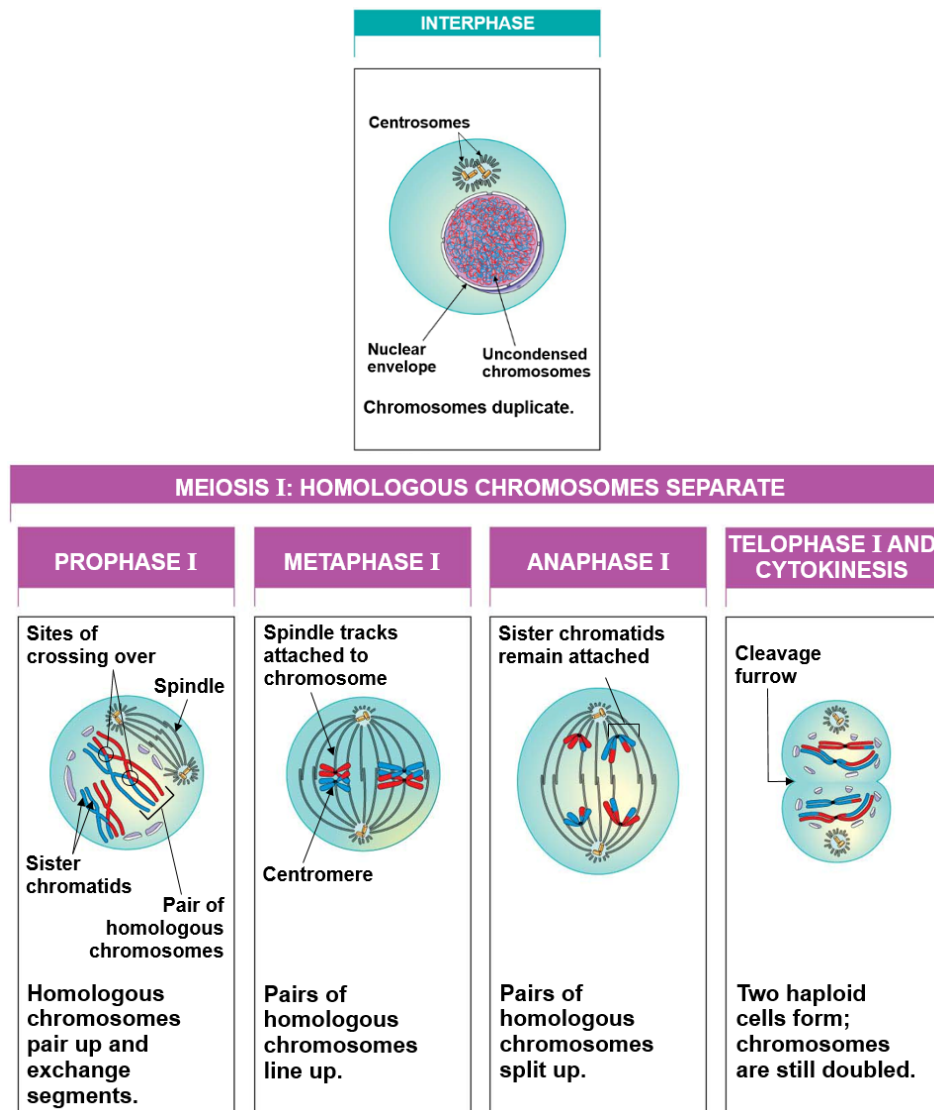 INTERPHASE
Centrosomes
Nuclear
envelope
Uncondensed
chromosomes
Chromosomes duplicate.
MEIOSIS I: HOMOLOGOUS CHROMOSOMES SEPARATE
PROPHASE I
Sites of
crossing over
Spindle
Sister
chromatids
Pair of
homologous
chromosomes
Homologous
chromosomes
pair up and
exchange
segments.
METAPHASE I
Spindle tracks
attached to
chromosome
Centromere
Pairs of
homologous
chromosomes
line up.
ANAPHASE I
Sister chromatids
remain attached
Pairs of
homologous
chromosomes
split up.
TELOPHASE I AND
CYTOKINESIS
Cleavage
furrow
Two haploid
cells form;
chromosomes
are still doubled.